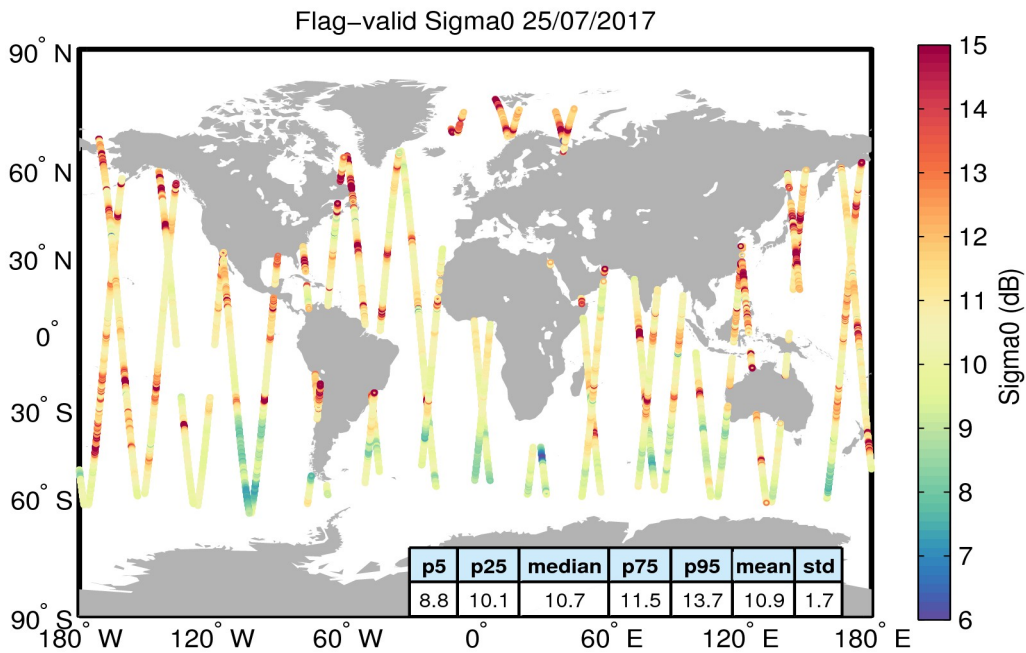 Flag−valid Sigma0 25/07/2017
90° N
60° N
30° N
0°
30° S
60° S
90° S
180° W
120° W
60° W
0°
60° E
120° E
180° E
p5 p25 median p75 p95 mean std
8.8 10.1 10.7 11.5 13.7 10.9 1.7
15
14
13
12
11
10
9
8
7
6
Sigma0 (dB)